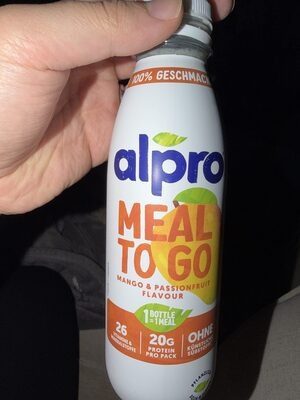 100% GESCHMACK
alpro
MEAL
TO GO
MANGO & PASSIONFRUIT
FLAVOUR
1 BOTTLE
= 1 MEAL
26
20G
PROTEIN
PRO PACK
OHNE